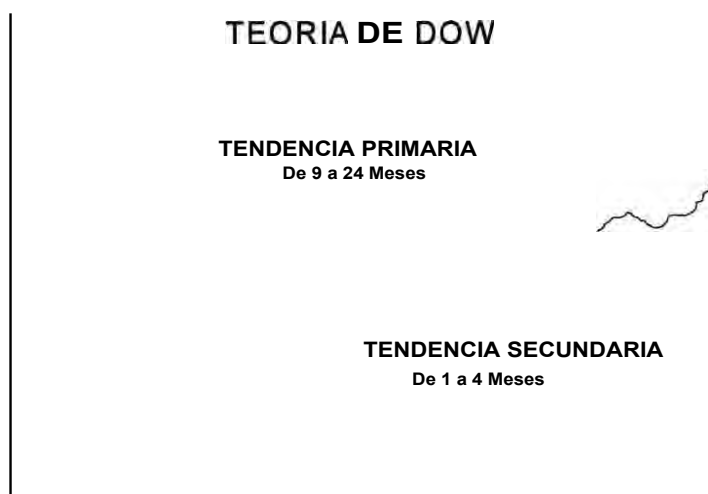 TEORIA DE DOW
TENDENCIA PRIMARIA
De 9 a 24 Meses
TENDENCIA SECUNDARIA
De 1 a 4 Meses